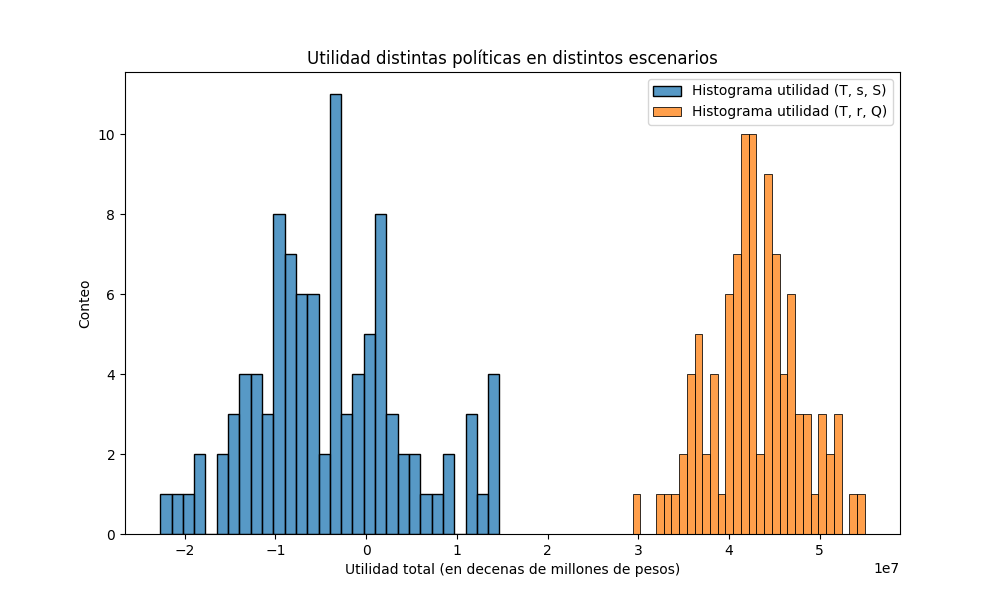 Utilidad distintas políticas en distintos escenarios
Histograma utilidad (T, s, S)
Histograma utilidad (T, r, Q)
Conteo
10
8
6
4
2
0
−2
−1
0
1
2
3
4
5
1e7
Utilidad total (en decenas de millones de pesos)